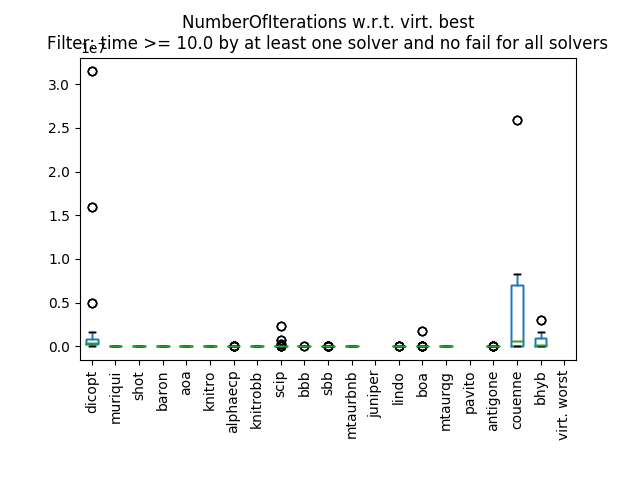 NumberOfIterations w.r.t. virt. best
Filter: time >= 10.0 by at least one solver and no fail for all solvers
1e7
3.0
2.5
2.0
1.5
1.0
0.5
0.0
dicopt
muriqui
shot
baron
aoa
knitro
alphaecp
knitrobb
scip
bbb
sbb
mtaurbnb
juniper
lindo
boa
mtaurqg
pavito
antigone
couenne
bhyb
virt. worst